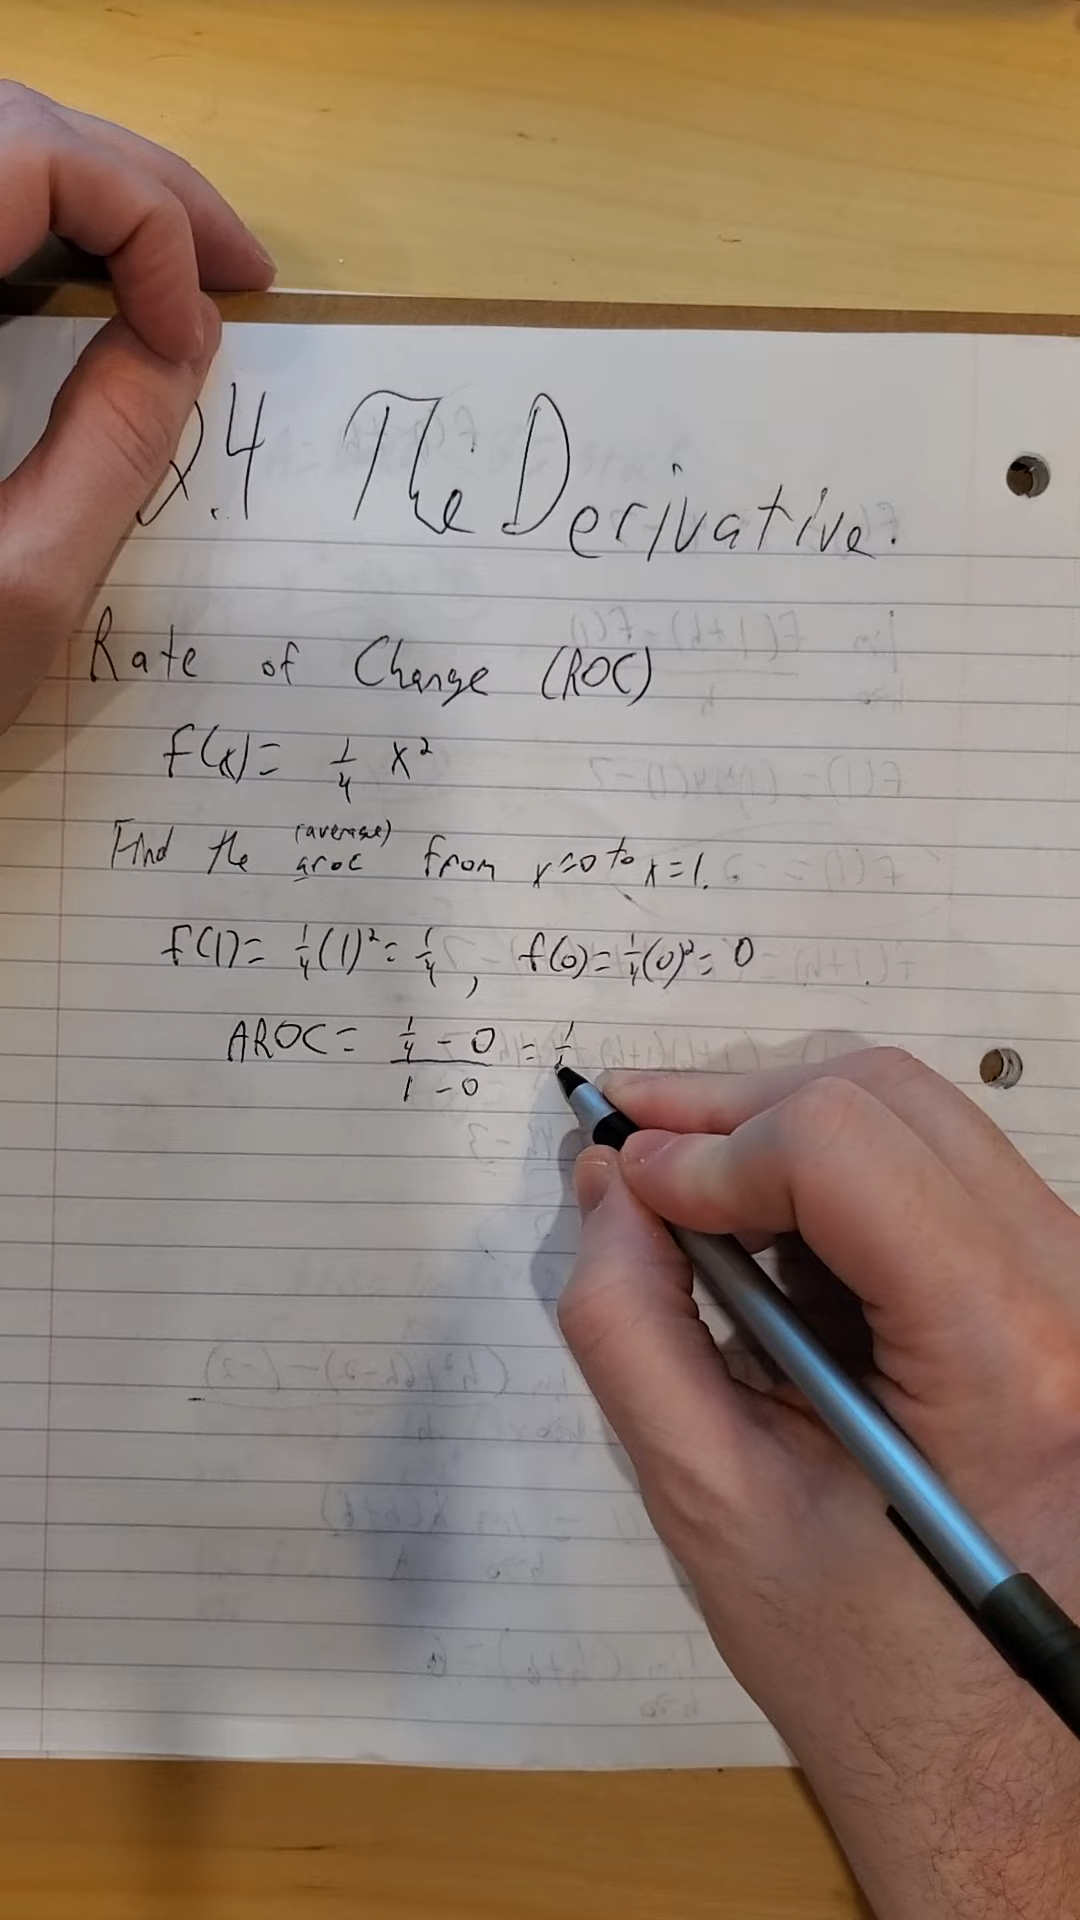 2.4 The Derivative.
Rate of Change (ROC)
f(x)= 1/4 x²
Find the (average) aroc from x=0 to x=1.
f(1)= 1/4(1)²= 1/4, f(0)= 1/4(0)²= 0
AROC= (1/4 - 0)/(1 - 0) = 1/